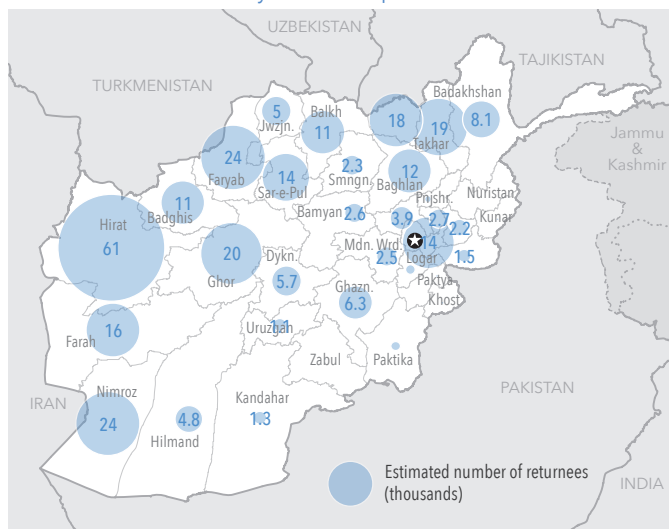 UZBEKISTAN
TAJIKISTAN
TURKMENISTAN
Badakhshan
5
Balkh
Jwzjn.
11
18
19
8.1
Takhar
Jammu
&
Kashmir
24
Faryab
14
Sar-e-Pul
2.3
Smngn.
12
Baghlan
Nuristan
Pnjshr.
Kunar
11
Badghis
Bamyan
2.6
3.9
2.7
2.2
Hirat
61
20
Ghor
Dykn.
5.7
Mdn. Wrd.
2.5
14
Logar
1.5
Paktya
Khost
Ghazn.
6.3
16
Farah
Uruzgan
1.1
Zabul
Paktika
IRAN
Nimroz
24
4.8
Hilmand
Kandahar
1.3
PAKISTAN
Estimated number of returnees
(thousands)
INDIA